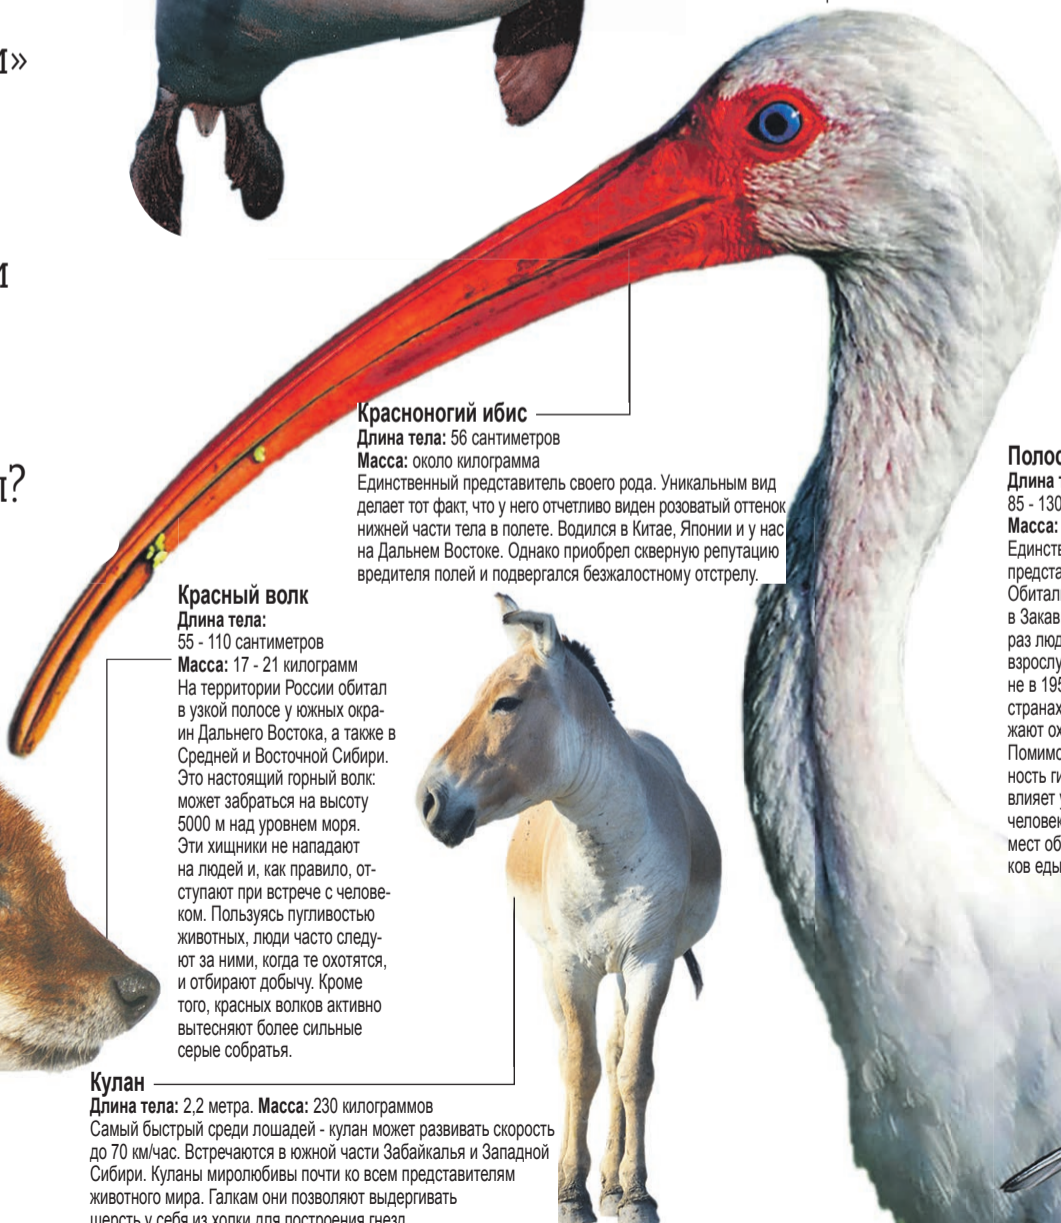 и»
и
?
Красноногий ибис
Длина тела: 56 сантиметров
Масса: около килограмма
Единственный представитель своего рода. Уникальным вид
делает тот факт, что у него отчетливо виден розоватый оттенок
нижней части тела в полете. Водился в Китае, Японии и у нас
на Дальнем Востоке. Однако приобрел скверную репутацию
вредителя полей и подвергался безжалостному отстрелу.
Красный волк
Длина тела:
55 - 110 сантиметров
Масса: 17 - 21 килограмм
На территории России обитал
в узкой полосе у южных окра-
ин Дальнего Востока, а также в
Средней и Восточной Сибири.
Это настоящий горный волк:
может забраться на высоту
5000 м над уровнем моря.
Эти хищники не нападают
на людей и, как правило, от-
ступают при встрече с челове-
ком. Пользуясь пугливостью
животных, люди часто следу-
ют за ними, когда те охотятся,
и отбирают добычу. Кроме
того, красных волков активно
вытесняют более сильные
серые собратья.
Кулан
Длина тела: 2,2 метра. Масса: 230 килограммов
Самый быстрый среди лошадей - кулан может развивать скорость
до 70 км/час. Встречаются в южной части Забайкалья и Западной
Сибири. Куланы миролюбивы почти ко всем представителям
животного мира. Галкам они позволяют выдергивать
шерсть у себя из холки для построения гнезд
Полос
Длина т
85 - 130
Масса:
Единств
предста
Обитали
в Закав
раз люд
взрослу
не в 195
странах
жают ох
Помимо
ность ги
влияет у
человек
мест об
ков еды